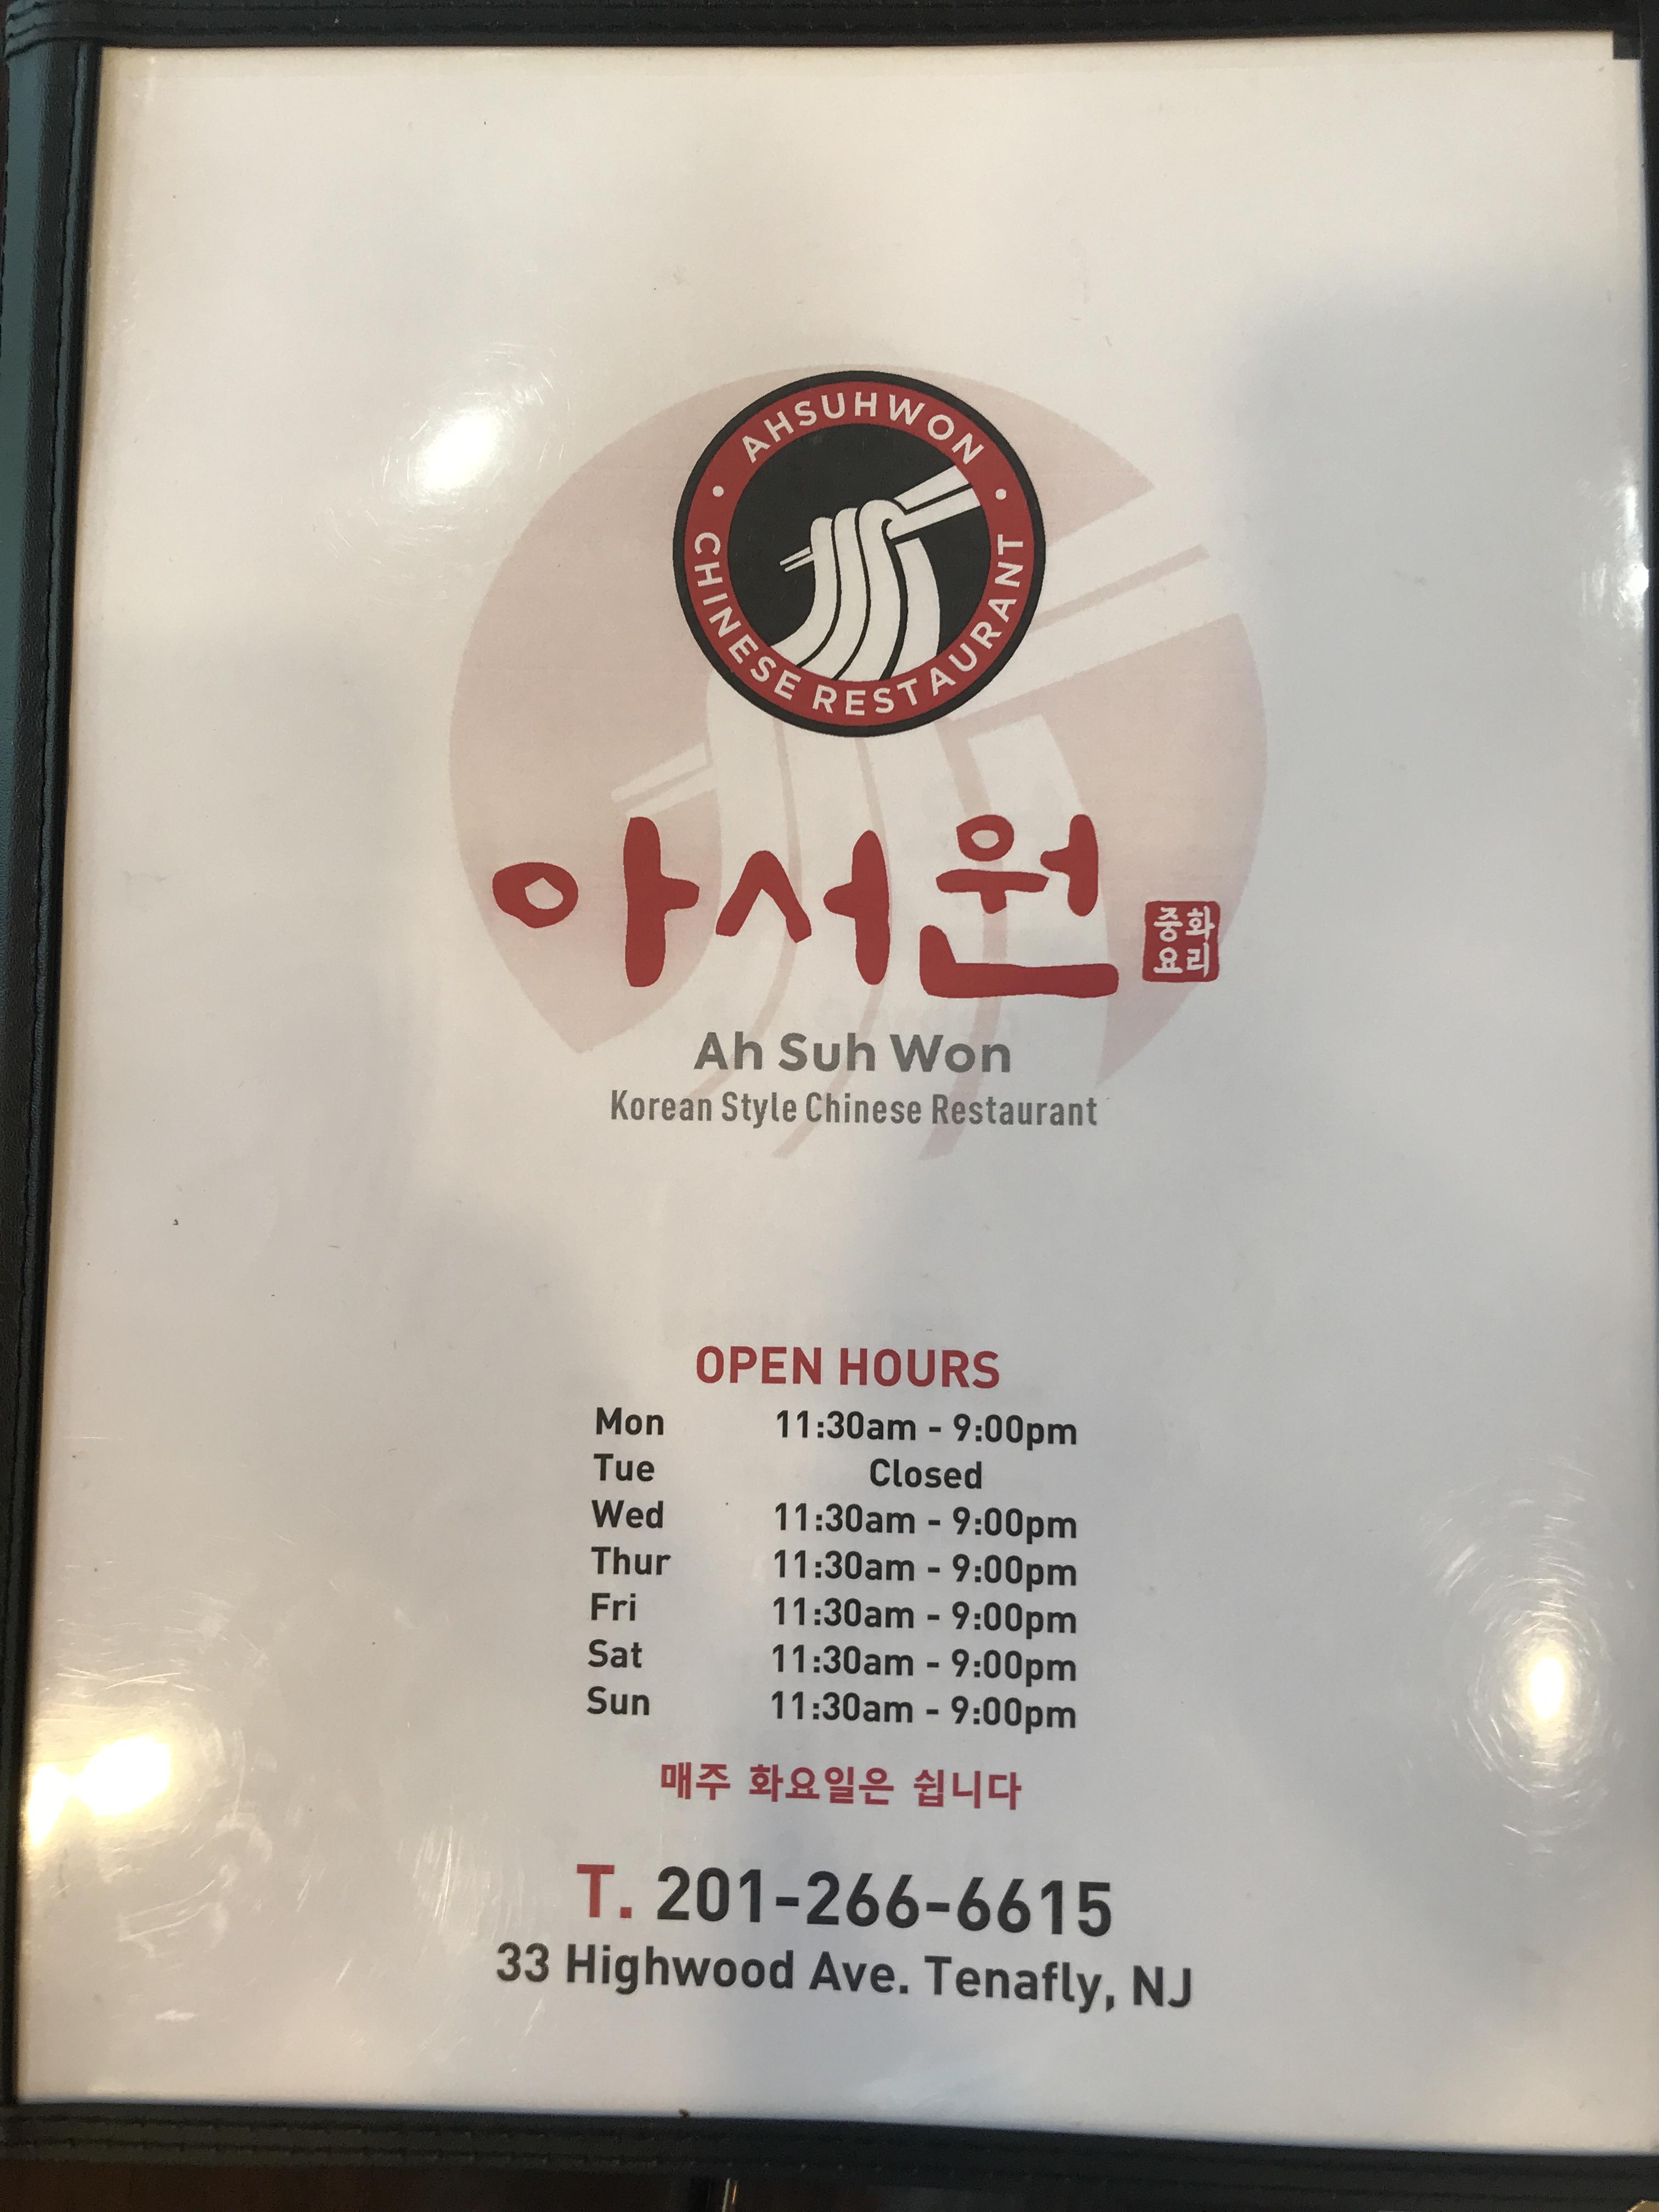 AHSUHWON
CHINESE RESTAURANT
아서원
중화
요리
Ah Suh Won
Korean Style Chinese Restaurant
OPEN HOURS
Mon 11:30am - 9:00pm
Tue Closed
Wed 11:30am - 9:00pm
Thur 11:30am - 9:00pm
Fri 11:30am - 9:00pm
Sat 11:30am - 9:00pm
Sun 11:30am - 9:00pm
매주 화요일은 쉽니다
T. 201-266-6615
33 Highwood Ave. Tenafly, NJ